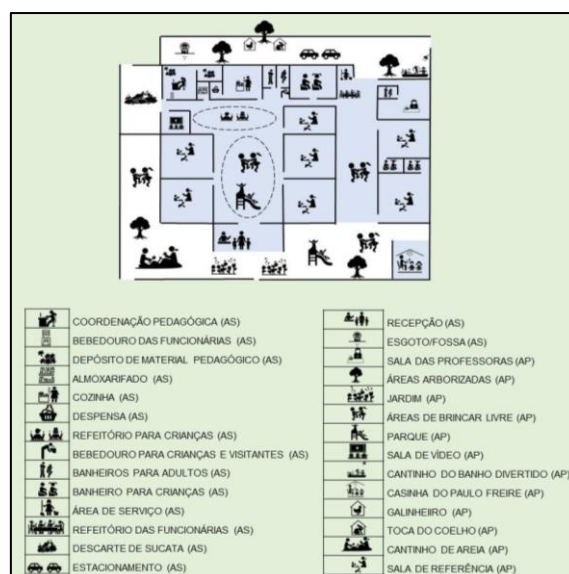 COORDENAÇÃO PEDAGÓGICA (AS)
BEBEDOURO DAS FUNCIONÁRIAS (AS)
DEPÓSITO DE MATERIAL PEDAGÓGICO (AS)
ALMOXARIFADO (AS)
COZINHA (AS)
DESPENSA (AS)
REFEITÓRIO PARA CRIANÇAS (AS)
BEBEDOURO PARA CRIANÇAS E VISITANTES (AS)
BANHEIROS PARA ADULTOS (AS)
BANHEIRO PARA CRIANÇAS (AS)
ÁREA DE SERVIÇO (AS)
REFEITÓRIO DAS FUNCIONÁRIAS (AS)
DESCARTE DE SUCATA (AS)
ESTACIONAMENTO (AS)
RECEPÇÃO (AS)
ESGOTO/FOSSA (AS)
SALA DAS PROFESSORAS (AP)
ÁREAS ARBORIZADAS (AP)
JARDIM (AP)
ÁREAS DE BRINCAR LIVRE (AP)
PARQUE (AP)
SALA DE VÍDEO (AP)
CANTINHO DO BANHO DIVERTIDO (AP)
CASINHA DO PAULO FREIRE (AP)
GALINHEIRO (AP)
TOCA DO COELHO (AP)
CANTINHO DE AREIA (AP)
SALA DE REFERÊNCIA (AP)